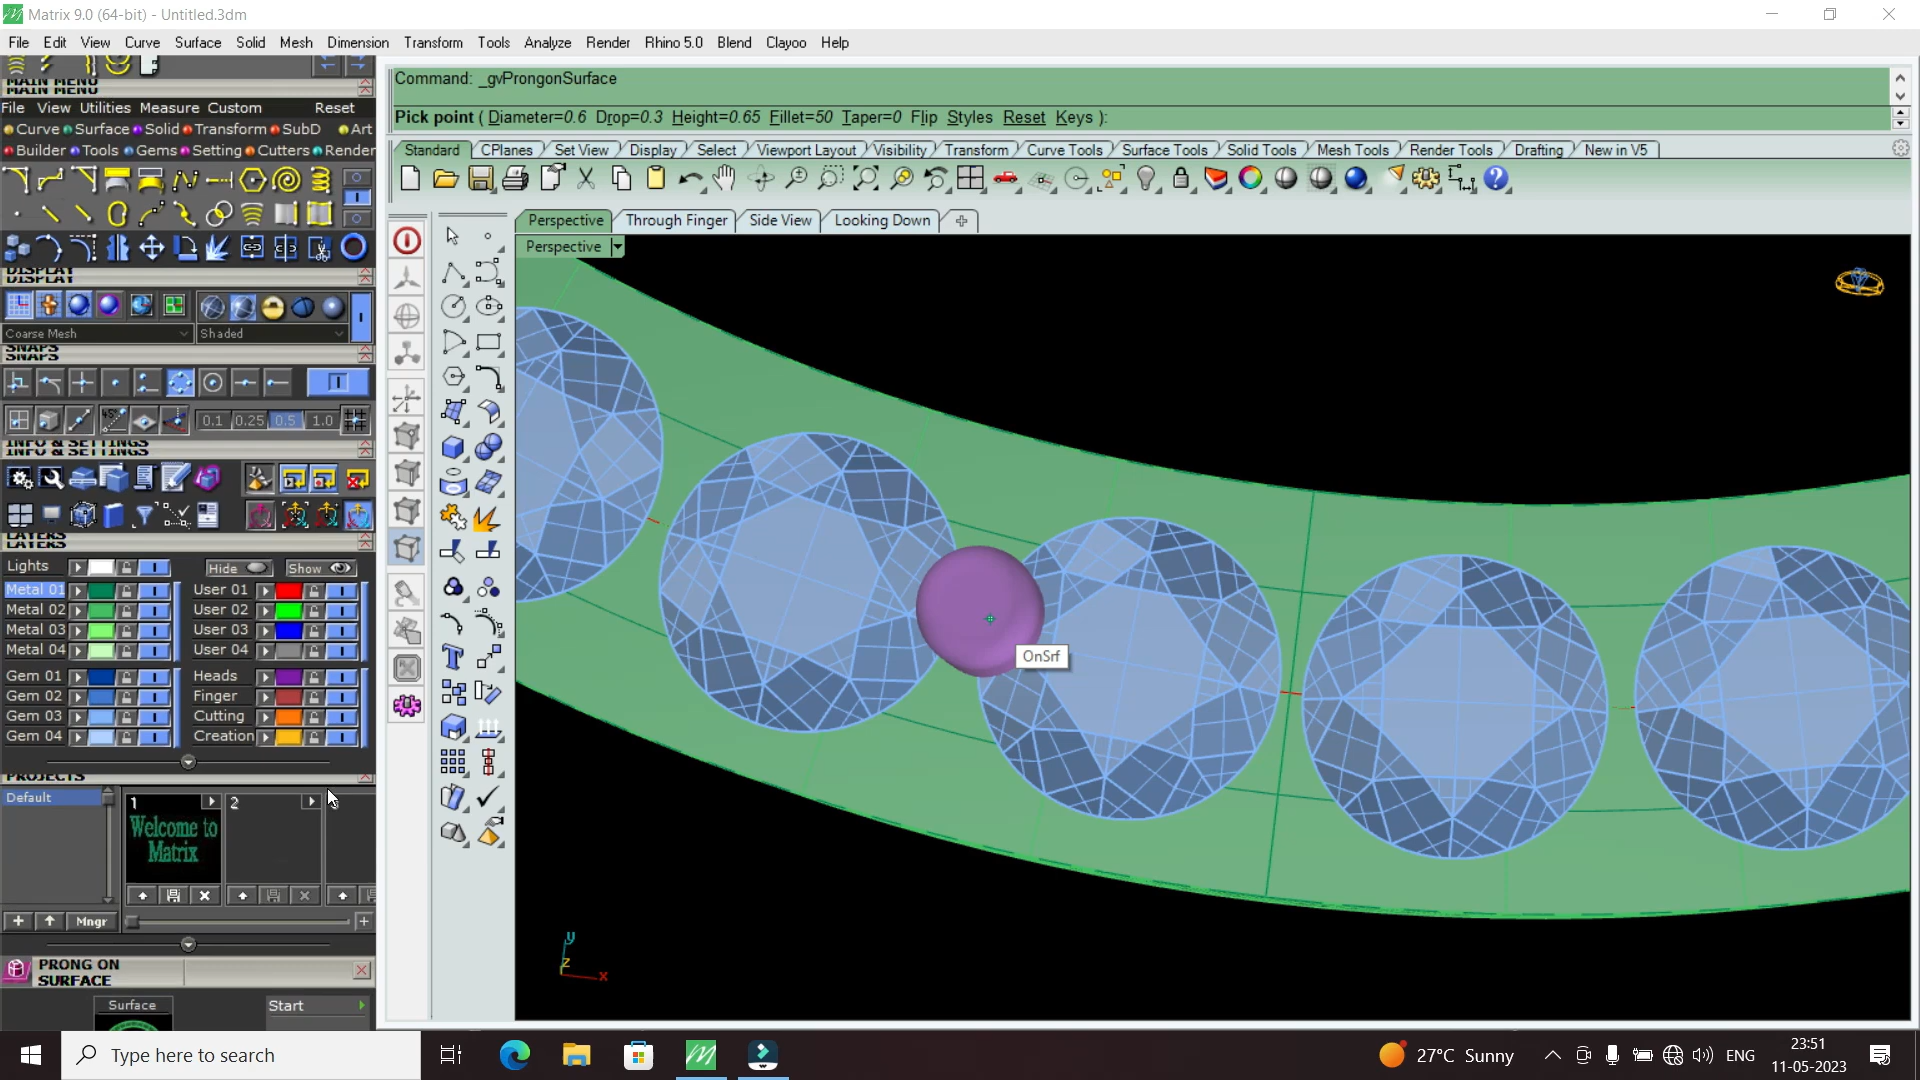 Matrix 9.0 (64-bit) - Untitled.3dm
File Edit View Curve Surface Solid Mesh Dimension Transform Tools Analyze Render Rhino 5.0 Blend Clayoo Help
MAIN MENU
File View Utilities Measure Custom Reset
Curve Surface Solid Transform SubD Art
Builder Tools Gems Setting Cutters Render
Command: _gvProngonSurface
Pick point ( Diameter=0.6 Drop=0.3 Height=0.65 Fillet=50 Taper=0 Flip Styles Reset Keys ):
Standard CPlanes Set View Display Select Viewport Layout Visibility Transform Curve Tools Surface Tools Solid Tools Mesh Tools Render Tools Drafting New in V5
Perspective Through Finger Side View Looking Down
Perspective
DISPLAY
DISPLAY
Coarse Mesh Shaded
SNAPS
SNAPS
45°
0.1 0.25 0.5 1.0
INFO & SETTINGS
INFO & SETTINGS
LAYERS
LAYERS
Lights Hide Show
Metal 01 User 01
Metal 02 User 02
Metal 03 User 03
Metal 04 User 04
Gem 01 Heads
Gem 02 Finger
Gem 03 Cutting
Gem 04 Creation
PROJECTS
Default 1 2
Welcome to
Matrix
Mngr
PRONG ON
SURFACE
Surface Start
OnSrf
y
z
x
Type here to search
27°C Sunny
ENG
23:51
11-05-2023